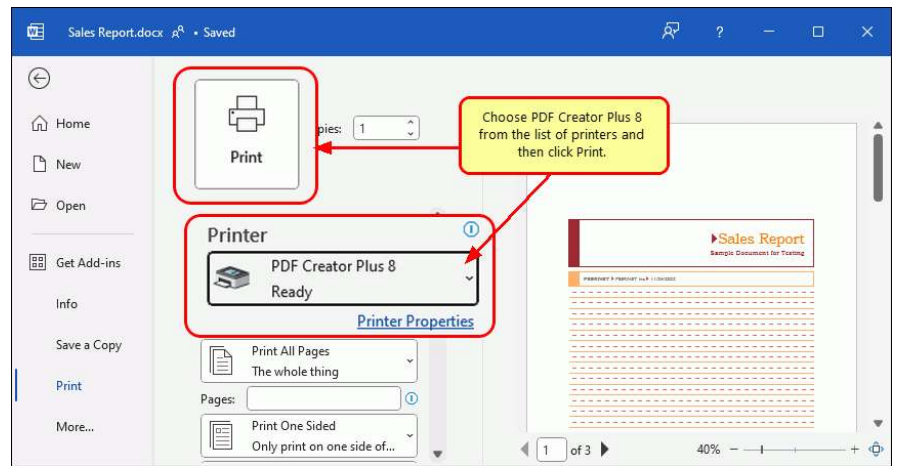 Sales Report.docx • Saved
?
Home
New
Open
Get Add-ins
Info
Save a Copy
Print
More...
Print
pies: 1
Choose PDF Creator Plus 8
from the list of printers and
then click Print.
Printer
PDF Creator Plus 8
Ready
Printer Properties
Print All Pages
The whole thing
Pages:
Print One Sided
Only print on one side of...
Sales Report
Sample Document for Testing
1 of 3
40% − +